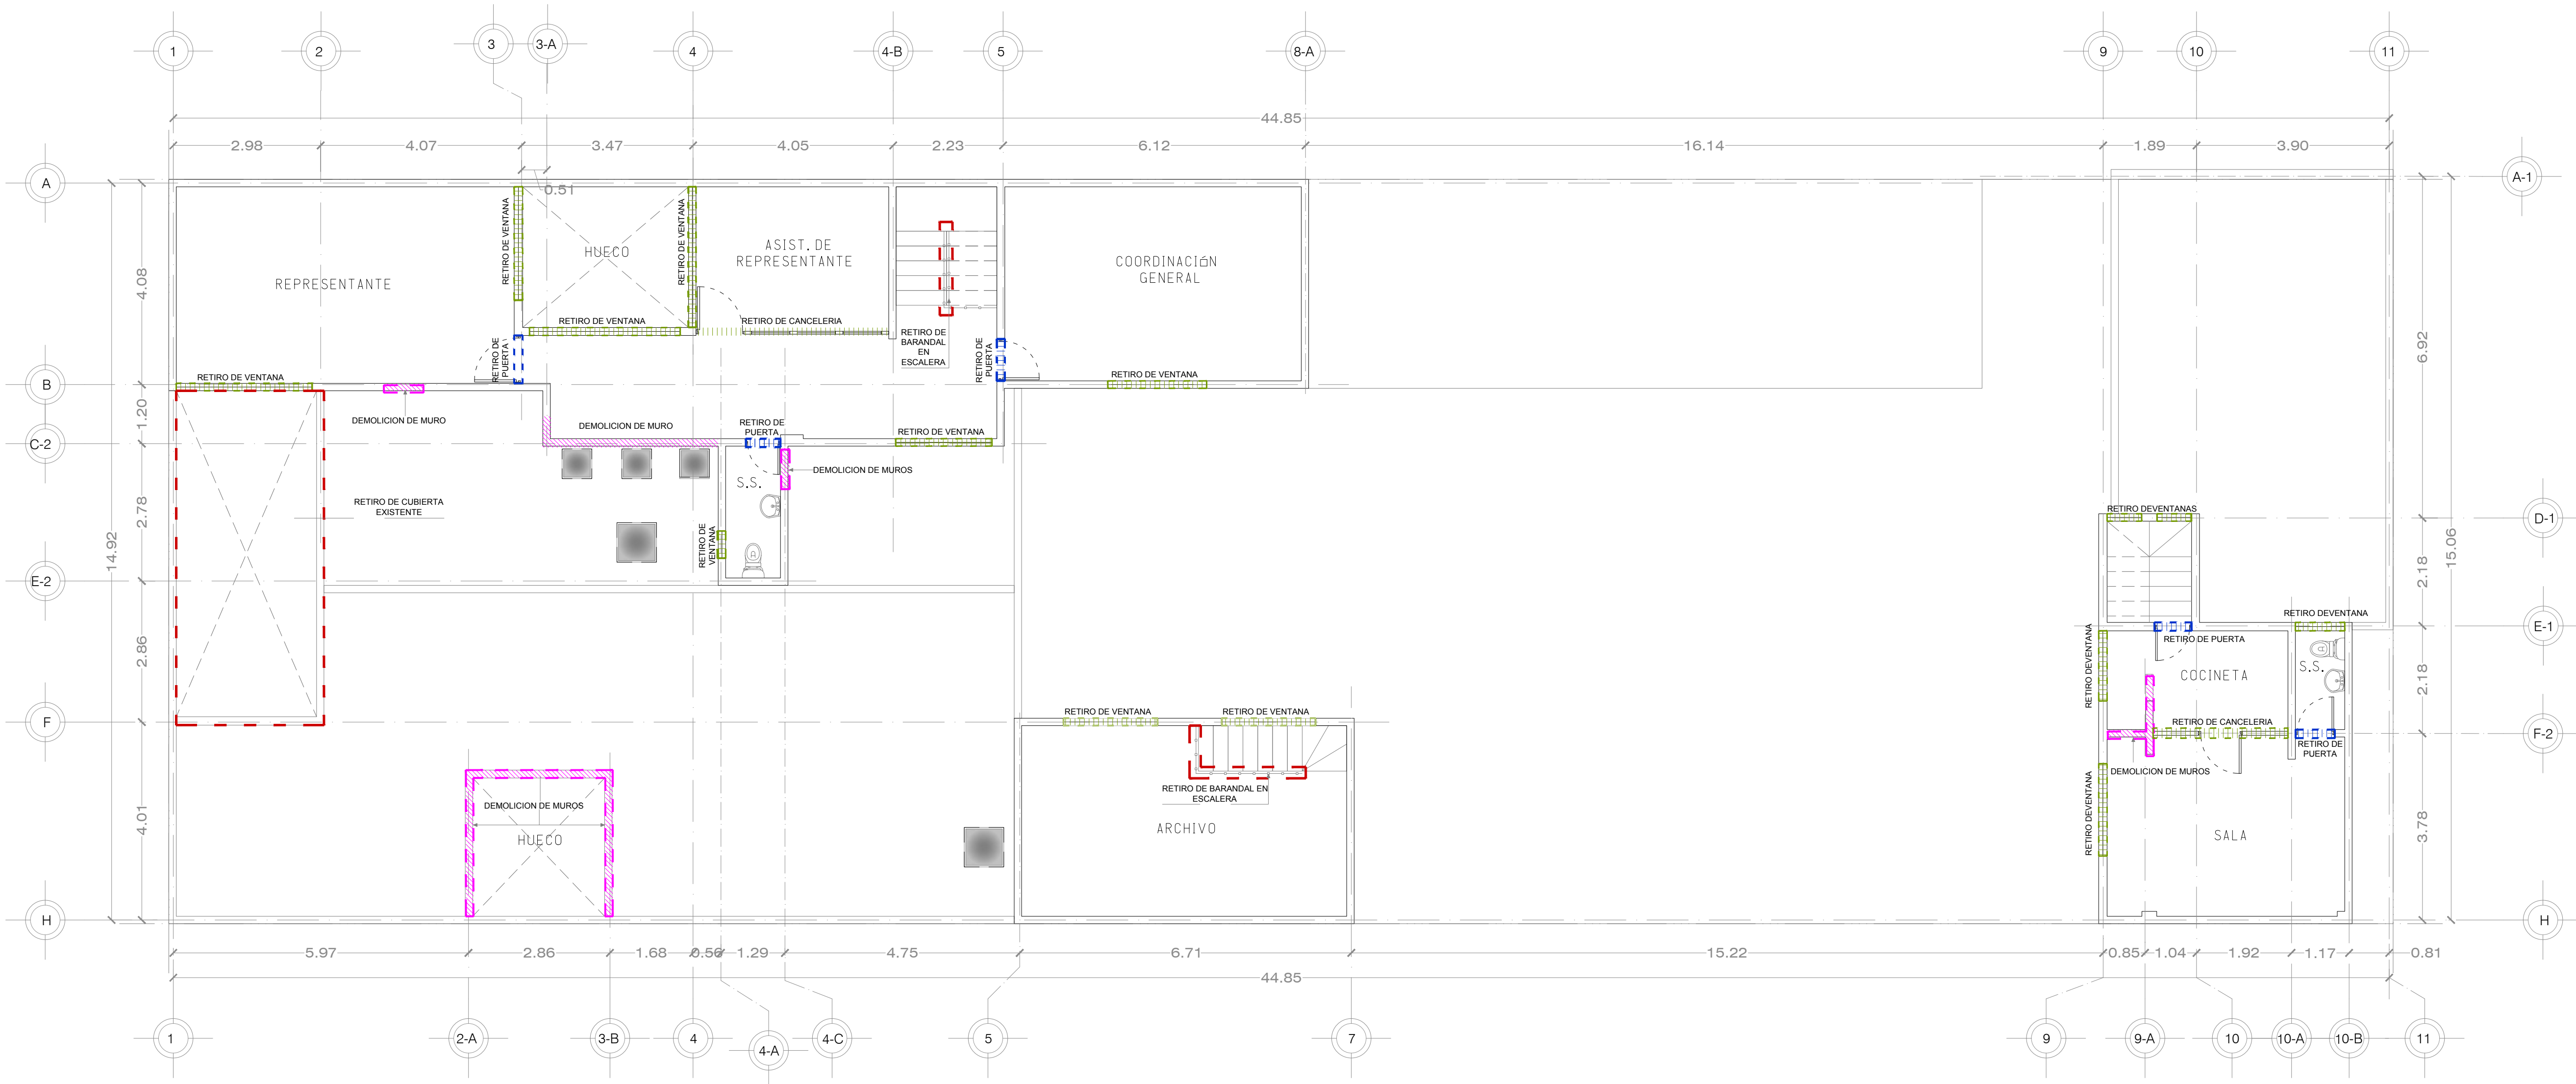 1
2
3
3-A
4
4-B
5
8-A
9
10
11
44.85
2.98
4.07
3.47
4.05
2.23
6.12
16.14
1.89
3.90
0.51
A
A-1
B
C-2
E-2
F
H
D-1
E-1
F-2
H
14.92
4.08
1.20
2.78
2.86
4.01
6.92
2.18
2.18
3.78
15.06
REPRESENTANTE
RETIRO DE VENTANA
HUECO
RETIRO DE VENTANA
RETIRO DE VENTANA
ASIST. DE
REPRESENTANTE
RETIRO DE CANCELERIA
RETIRO DE
BARANDAL
EN
ESCALERA
COORDINACIóN
GENERAL
RETIRO DE
PUERTA
RETIRO DE
PUERTA
RETIRO DE VENTANA
RETIRO DE VENTANA
DEMOLICION DE MURO
DEMOLICION DE MURO
RETIRO DE
PUERTA
RETIRO DE VENTANA
DEMOLICION DE MUROS
S.S.
RETIRO DE CUBIERTA
EXISTENTE
RETIRO DE
VENTANA
RETIRO DEVENTANAS
RETIRO DEVENTANA
RETIRO DE PUERTA
RETIRO DEVENTANA
COCINETA
S.S.
RETIRO DE CANCELERIA
RETIRO DE
PUERTA
DEMOLICION DE MUROS
RETIRO DEVENTANA
SALA
RETIRO DE VENTANA
RETIRO DE VENTANA
RETIRO DE BARANDAL EN
ESCALERA
ARCHIVO
DEMOLICION DE MUROS
HUECO
5.97
2.86
1.68
0.56
1.29
4.75
6.71
15.22
0.85
1.04
1.92
1.17
0.81
44.85
1
2-A
3-B
4
4-A
4-C
5
7
9
9-A
10
10-A
10-B
11